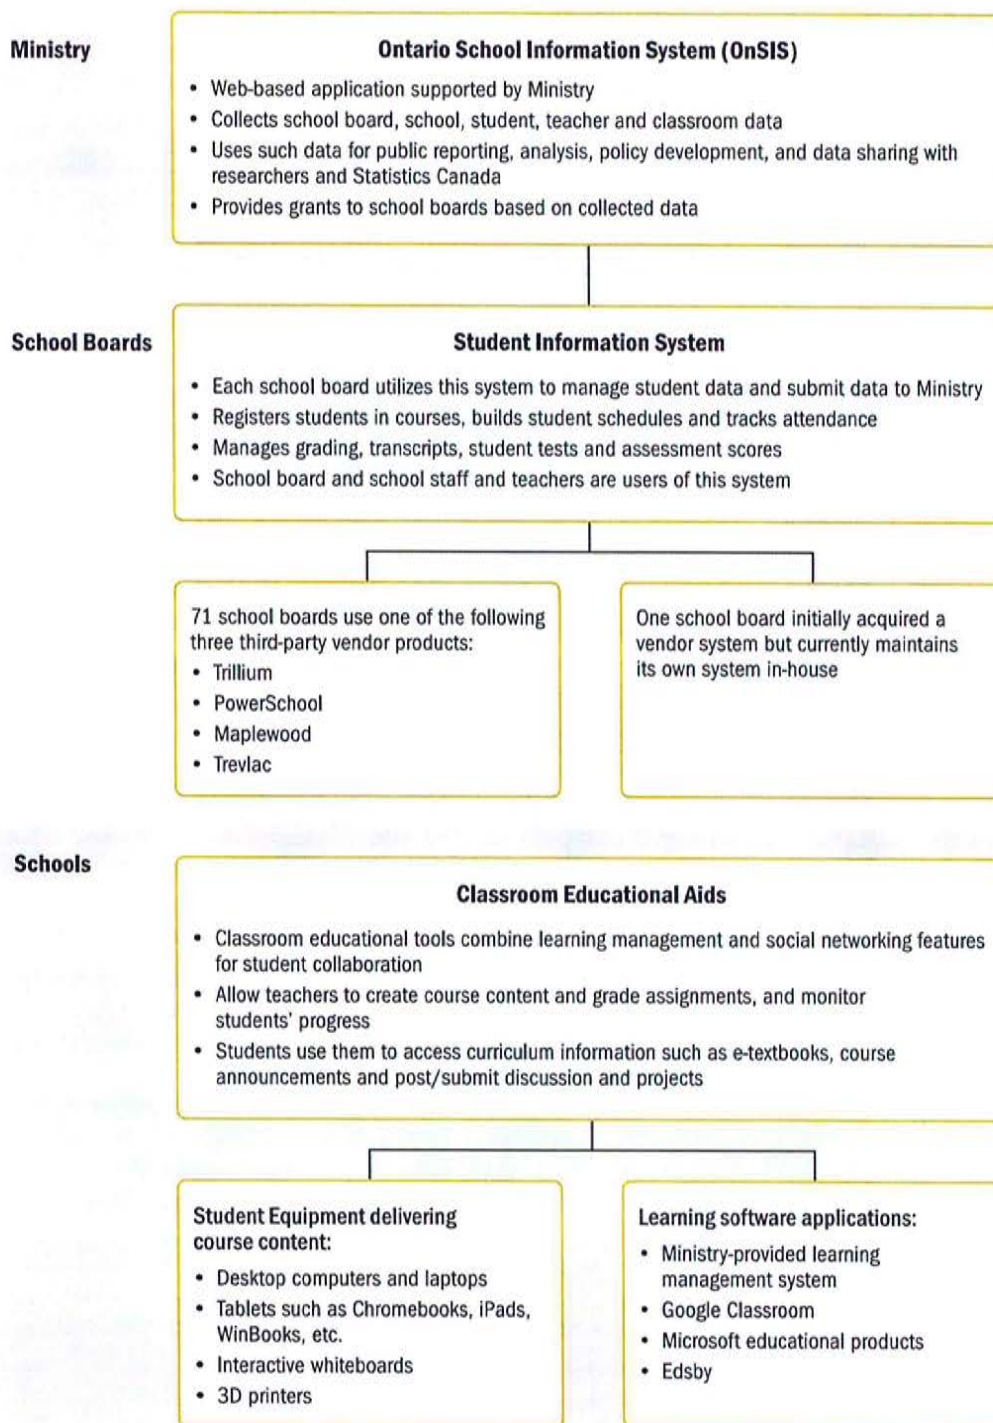 Ministry
Ontario School Information System (OnSIS)
• Web-based application supported by Ministry
• Collects school board, school, student, teacher and classroom data
• Uses such data for public reporting, analysis, policy development, and data sharing with
researchers and Statistics Canada
• Provides grants to school boards based on collected data
School Boards
Student Information System
• Each school board utilizes this system to manage student data and submit data to Ministry
• Registers students in courses, builds student schedules and tracks attendance
• Manages grading, transcripts, student tests and assessment scores
• School board and school staff and teachers are users of this system
71 school boards use one of the following
three third-party vendor products:
• Trillium
• PowerSchool
• Maplewood
• Trevlac
One school board initially acquired a
vendor system but currently maintains
its own system in-house
Schools
Classroom Educational Aids
• Classroom educational tools combine learning management and social networking features
for student collaboration
• Allow teachers to create course content and grade assignments, and monitor
students' progress
• Students use them to access curriculum information such as e-textbooks, course
announcements and post/submit discussion and projects
Student Equipment delivering
course content:
• Desktop computers and laptops
• Tablets such as Chromebooks, iPads,
WinBooks, etc.
• Interactive whiteboards
• 3D printers
Learning software applications:
• Ministry-provided learning
management system
• Google Classroom
• Microsoft educational products
• Edsby